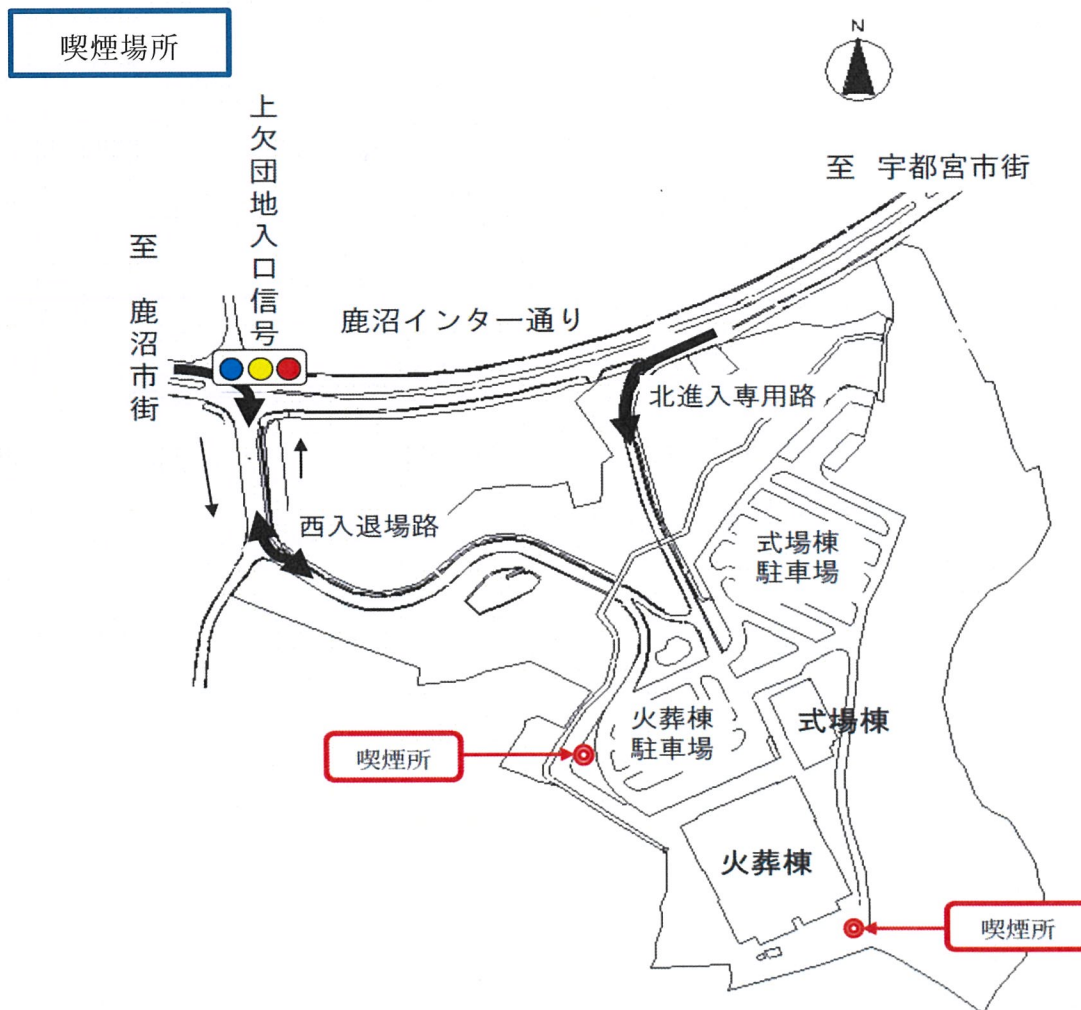 喫煙場所
N
上欠団地入口信号
至 宇都宮市街
至 鹿沼市街
鹿沼インター通り
北進入専用路
西入退場路
式場棟
駐車場
火葬棟
駐車場
式場棟
喫煙所
火葬棟
喫煙所